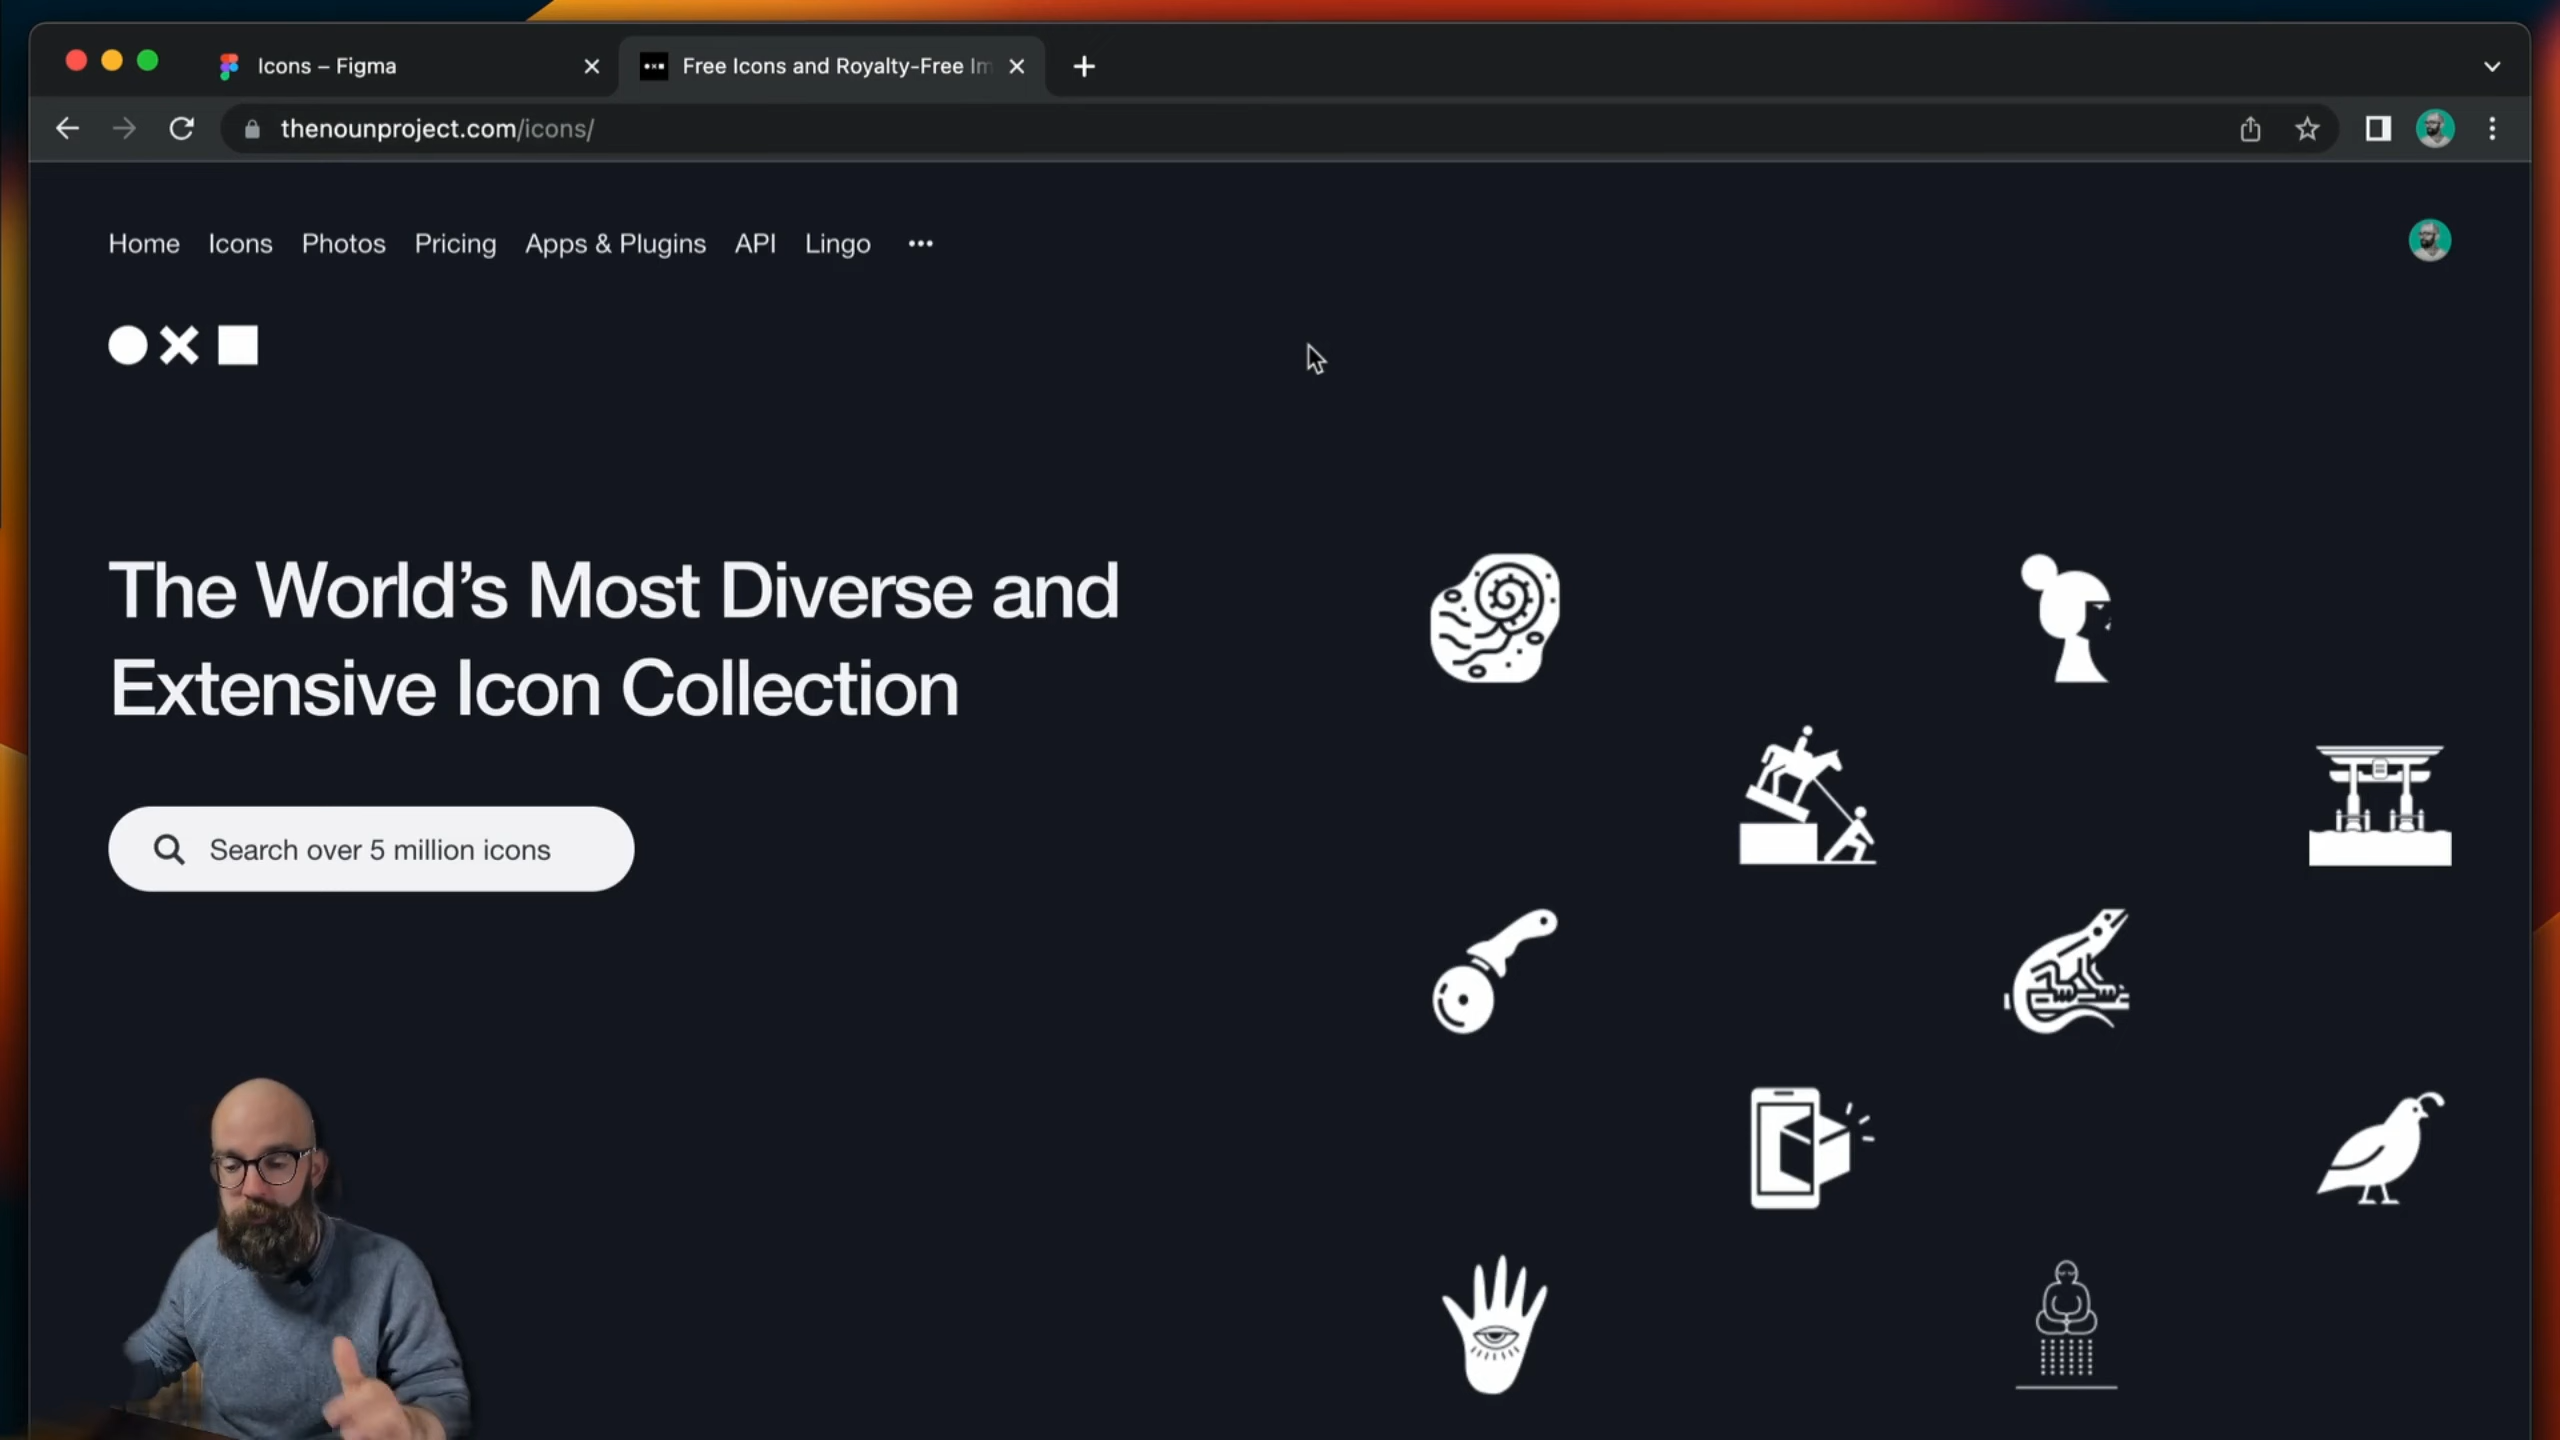 Icons – Figma
Free Icons and Royalty-Free Im
thenounproject.com/icons/
Home Icons Photos Pricing Apps & Plugins API Lingo
The World's Most Diverse and
Extensive Icon Collection
Search over 5 million icons